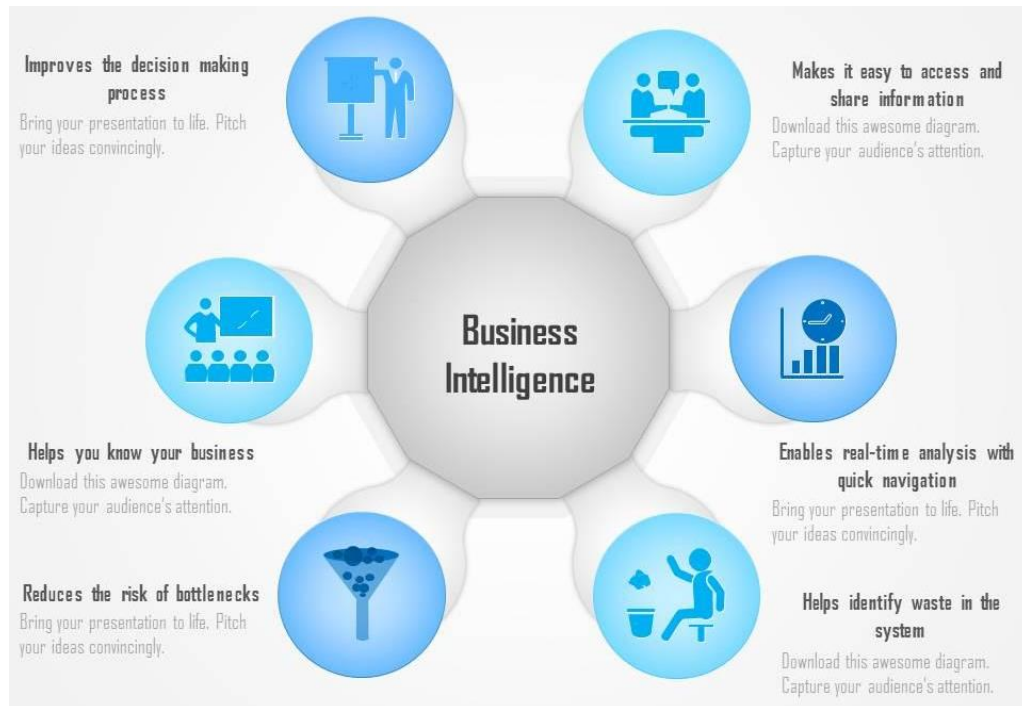 Improves the decision making
process
Bring your presentation to life. Pitch
your ideas convincingly.
Makes it easy to access and
share information
Download this awesome diagram.
Capture your audience's attention.
Business
Intelligence
Helps you know your business
Download this awesome diagram.
Capture your audience's attention.
Enables real-time analysis with
quick navigation
Bring your presentation to life. Pitch
your ideas convincingly.
Reduces the risk of bottlenecks
Bring your presentation to life. Pitch
your ideas convincingly.
Helps identify waste in the
system
Download this awesome diagram.
Capture your audience's attention.